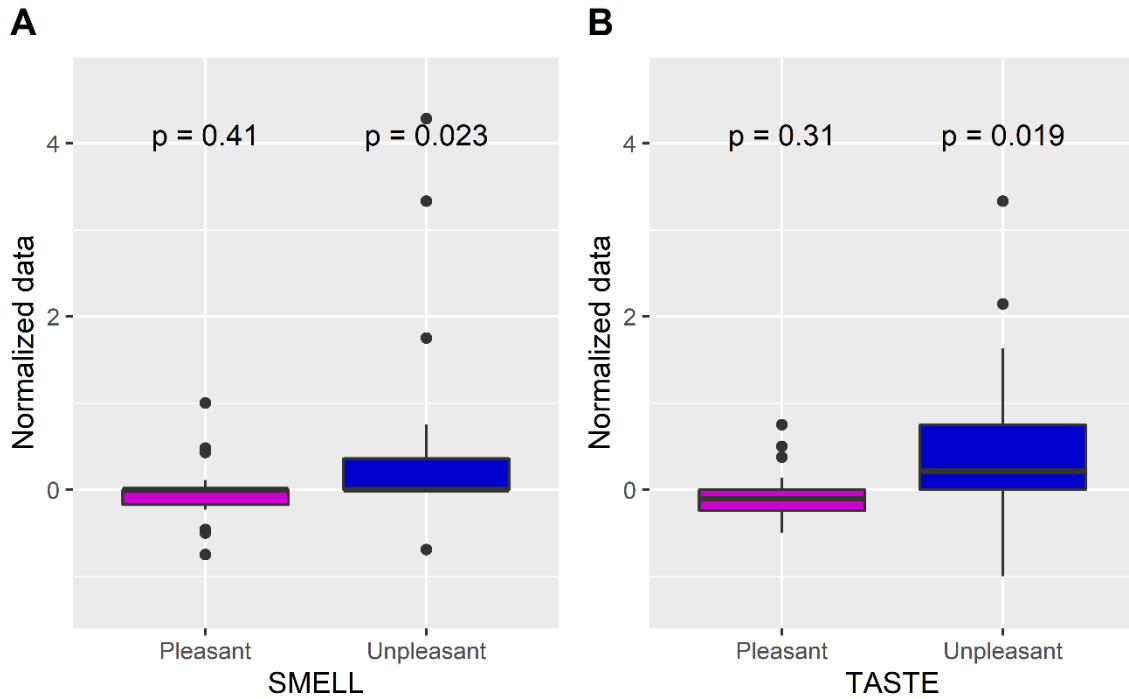 A
Normalized data
4
2
0
p = 0.41
p = 0.023
Pleasant
Unpleasant
SMELL
B
Normalized data
4
2
0
p = 0.31
p = 0.019
Pleasant
Unpleasant
TASTE